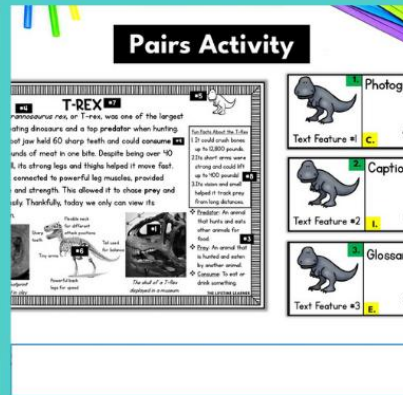 Pairs Activity
#4 T-REX #7 #5
rannosaurus rex, or T-rex, was one of the largest
eating dinosaurs and a top predator when hunting.
jaw held 60 sharp teeth and could consume
unds of meat in one bite. Despite being over 40
its strong legs and thighs helped it move fast.
connected to powerful leg muscles, provided
and strength. This allowed it to chase prey and
Thankfully, today we only can view its
Flexible neck
for different
attack positions
Tiny arms
#6
Tail used
for balance
Powerful back
legs for speed
#1
The skull of a T-Rex
displayed in a museum
Fun Facts About the T-Rex
1. It could crush bones
up to 12,800 pounds.
2. Its short arms were
strong and could lift
up to 400 pounds!
3. Its vision and smell
helped it track prey
from long distances.
Predator: An animal
that hunts and eats
other animals for
food. #3
Prey: An animal that
is hunted and eaten
by another animal.
Consume: To eat or
drink something.
1. Photog
Text Feature #1 C.
2. Captio
Text Feature #2 I.
3. Glossa
Text Feature #3 E.